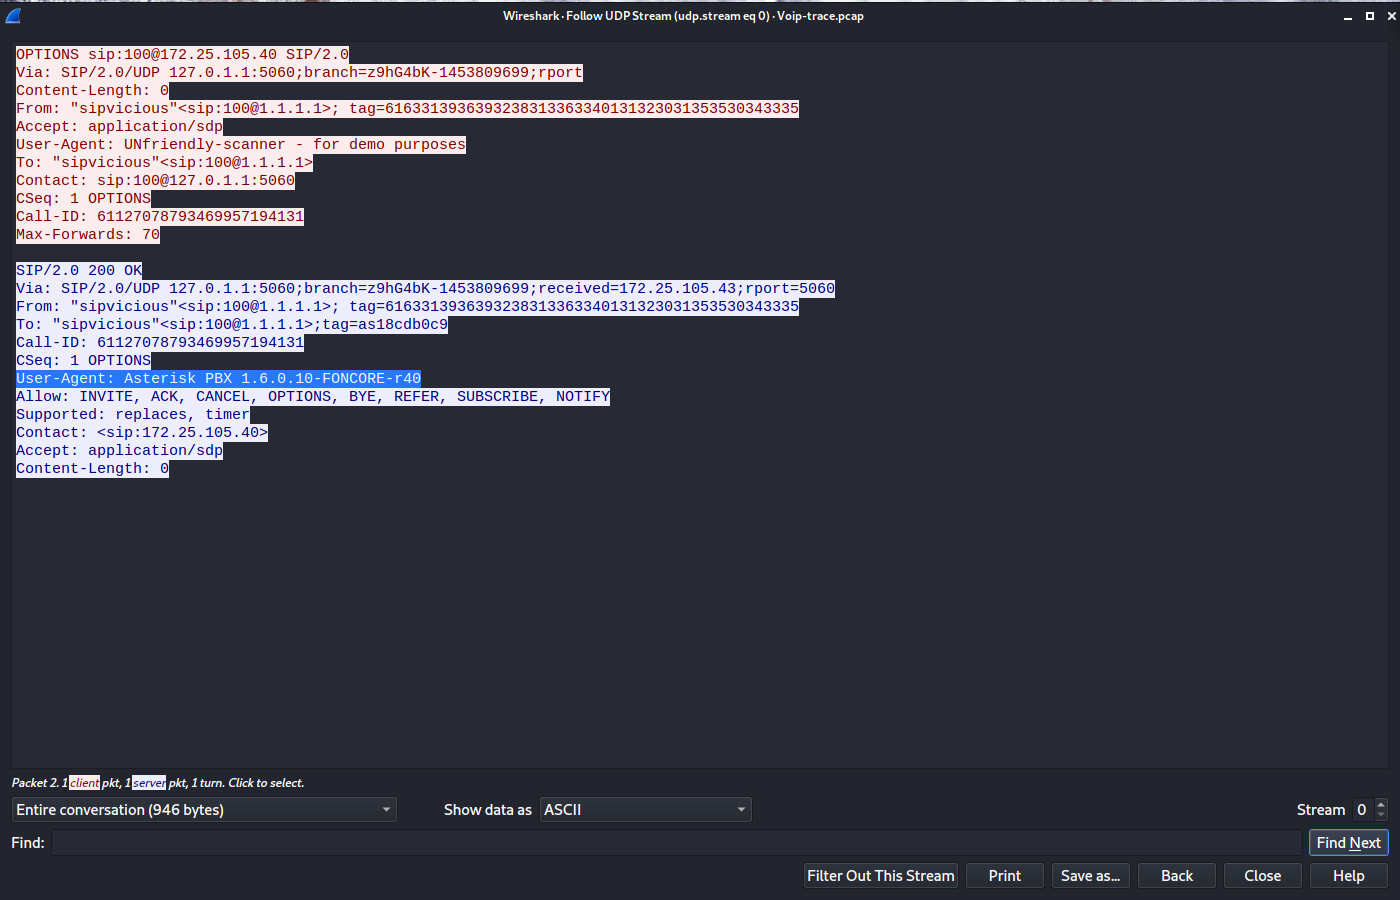 Wireshark · Follow UDP Stream (udp.stream eq 0) · Voip-trace.pcap
OPTIONS sip:100@172.25.105.40 SIP/2.0
Via: SIP/2.0/UDP 127.0.1.1:5060;branch=z9hG4bK-1453809699;rport
Content-Length: 0
From: "sipvicious"<sip:100@1.1.1.1>; tag=6163313936393238313363340131323031353530343335
Accept: application/sdp
User-Agent: UNfriendly-scanner - for demo purposes
To: "sipvicious"<sip:100@1.1.1.1>
Contact: sip:100@127.0.1.1:5060
CSeq: 1 OPTIONS
Call-ID: 61127078793469957194131
Max-Forwards: 70
SIP/2.0 200 OK
Via: SIP/2.0/UDP 127.0.1.1:5060;branch=z9hG4bK-1453809699;received=172.25.105.43;rport=5060
From: "sipvicious"<sip:100@1.1.1.1>; tag=6163313936393238313363340131323031353530343335
To: "sipvicious"<sip:100@1.1.1.1>;tag=as18cdb0c9
Call-ID: 61127078793469957194131
CSeq: 1 OPTIONS
User-Agent: Asterisk PBX 1.6.0.10-FONCORE-r40
Allow: INVITE, ACK, CANCEL, OPTIONS, BYE, REFER, SUBSCRIBE, NOTIFY
Supported: replaces, timer
Contact: <sip:172.25.105.40>
Accept: application/sdp
Content-Length: 0
Packet 2. 1 client pkt, 1 server pkt, 1 turn. Click to select.
Entire conversation (946 bytes) Show data as ASCII Stream 0
Find: Find Next
Filter Out This Stream Print Save as... Back Close Help